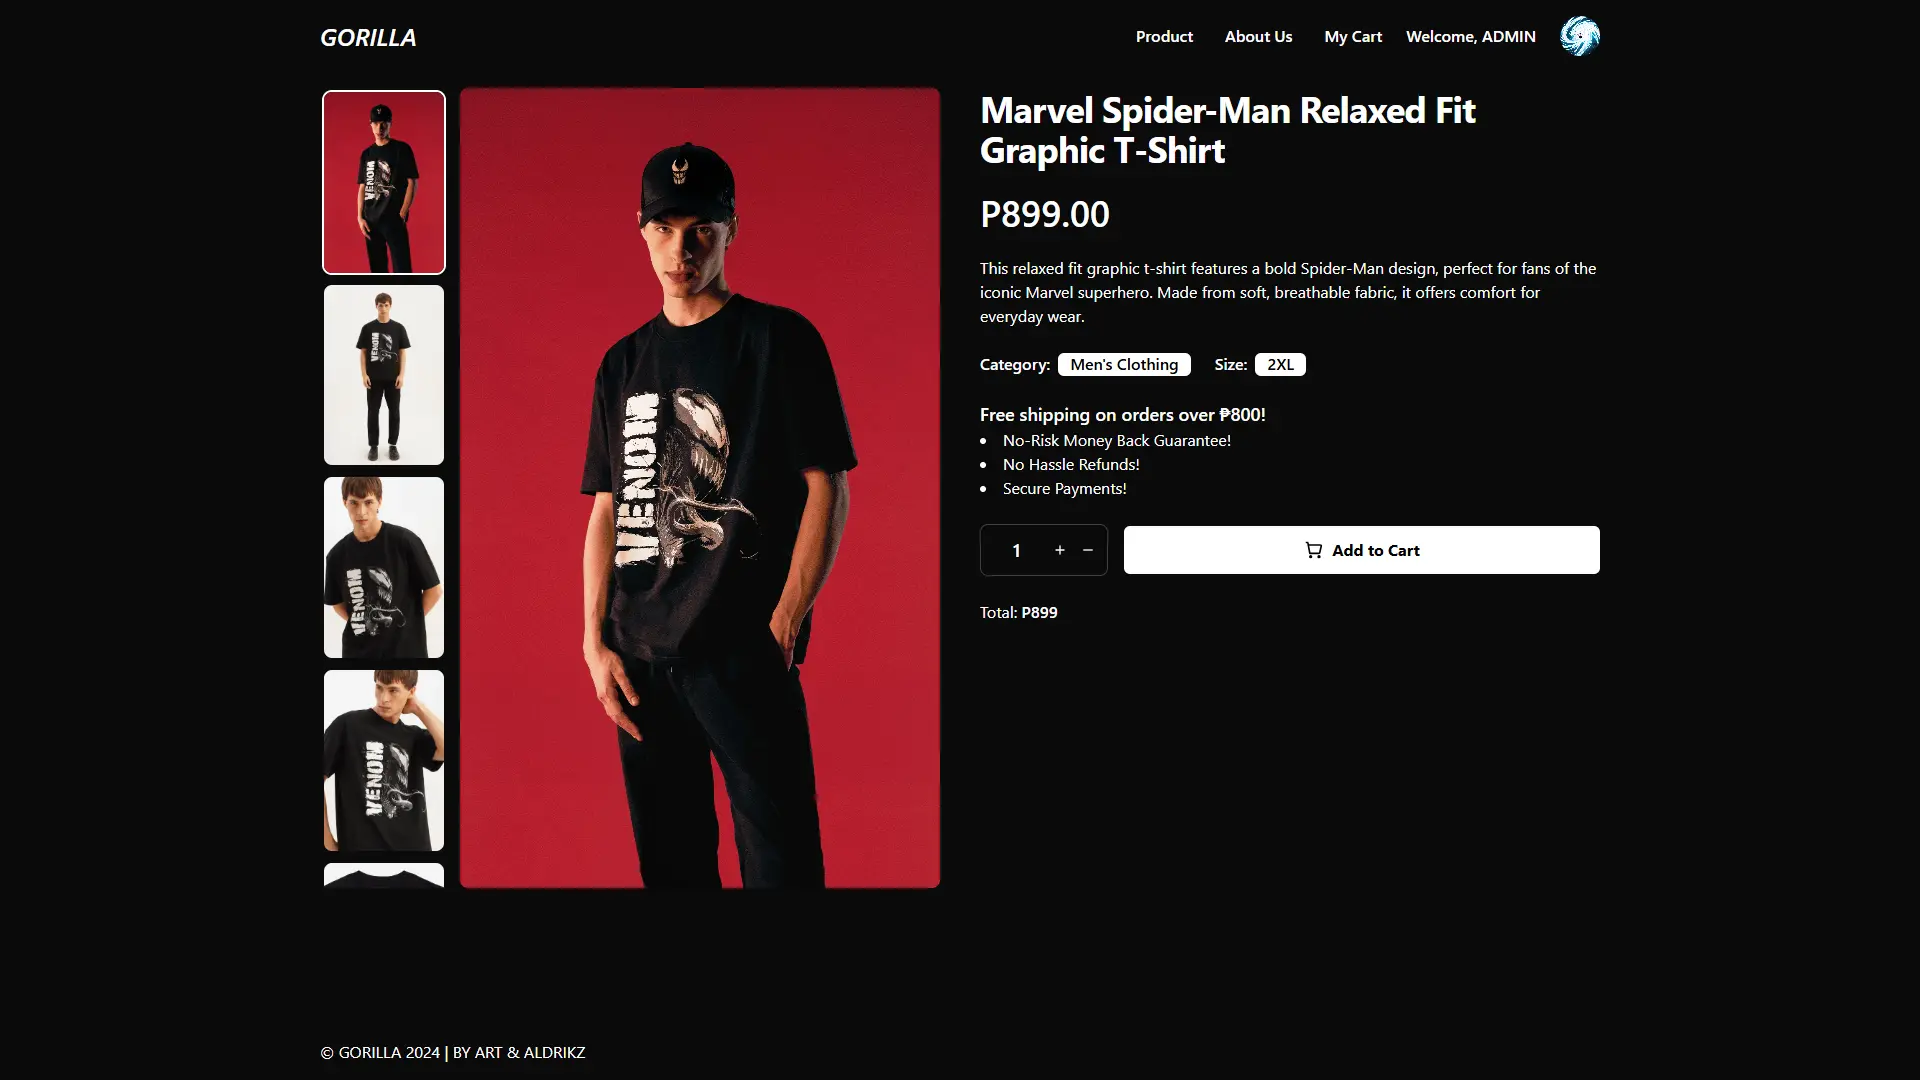 GORILLA
Product
About Us
My Cart
Welcome, ADMIN
VENOM
VENOM
VENOM
VENOM
VENOM
Marvel Spider-Man Relaxed Fit
Graphic T-Shirt
P899.00
This relaxed fit graphic t-shirt features a bold Spider-Man design, perfect for fans of the
iconic Marvel superhero. Made from soft, breathable fabric, it offers comfort for
everyday wear.
Category: Men's Clothing Size: 2XL
Free shipping on orders over ₱800!
• No-Risk Money Back Guarantee!
• No Hassle Refunds!
• Secure Payments!
1 + −
Add to Cart
Total: P899
© GORILLA 2024 | BY ART & ALDRIKZ